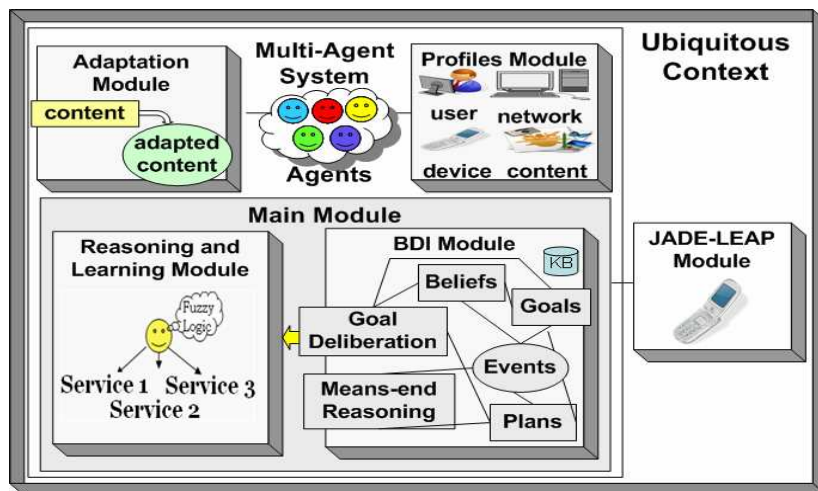 Adaptation
Module
content
adapted
content
Multi-Agent
System
Agents
Profiles Module
user
network
device
content
Ubiquitous
Context
Main Module
Reasoning and
Learning Module
Fuzzy
Logic
Service 1
Service 3
Service 2
BDI Module
KB
Beliefs
Goals
Goal
Deliberation
Events
Means-end
Reasoning
Plans
JADE-LEAP
Module